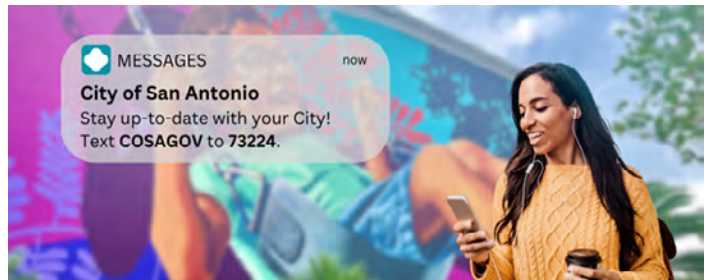 MESSAGES now
City of San Antonio
Stay up-to-date with your City!
Text COSAGOV to 73224.